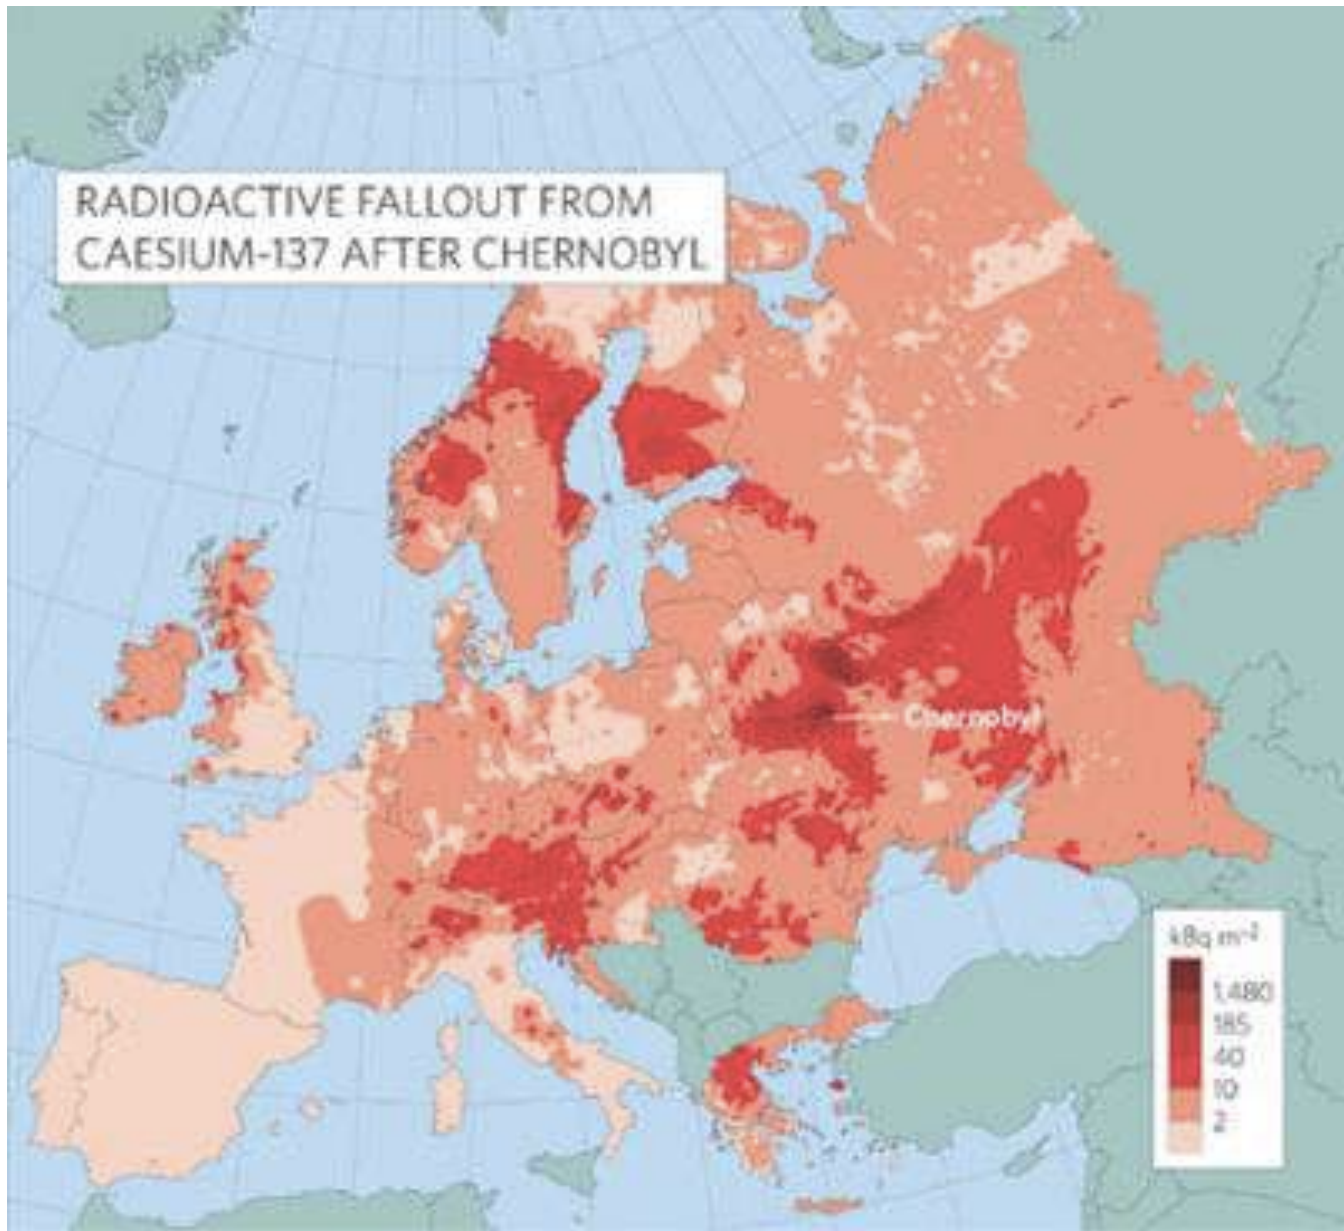 RADIOACTIVE FALLOUT FROM
CAESIUM-137 AFTER CHERNOBYL
Chernobyl
kBq m⁻²
1,480
185
40
10
2